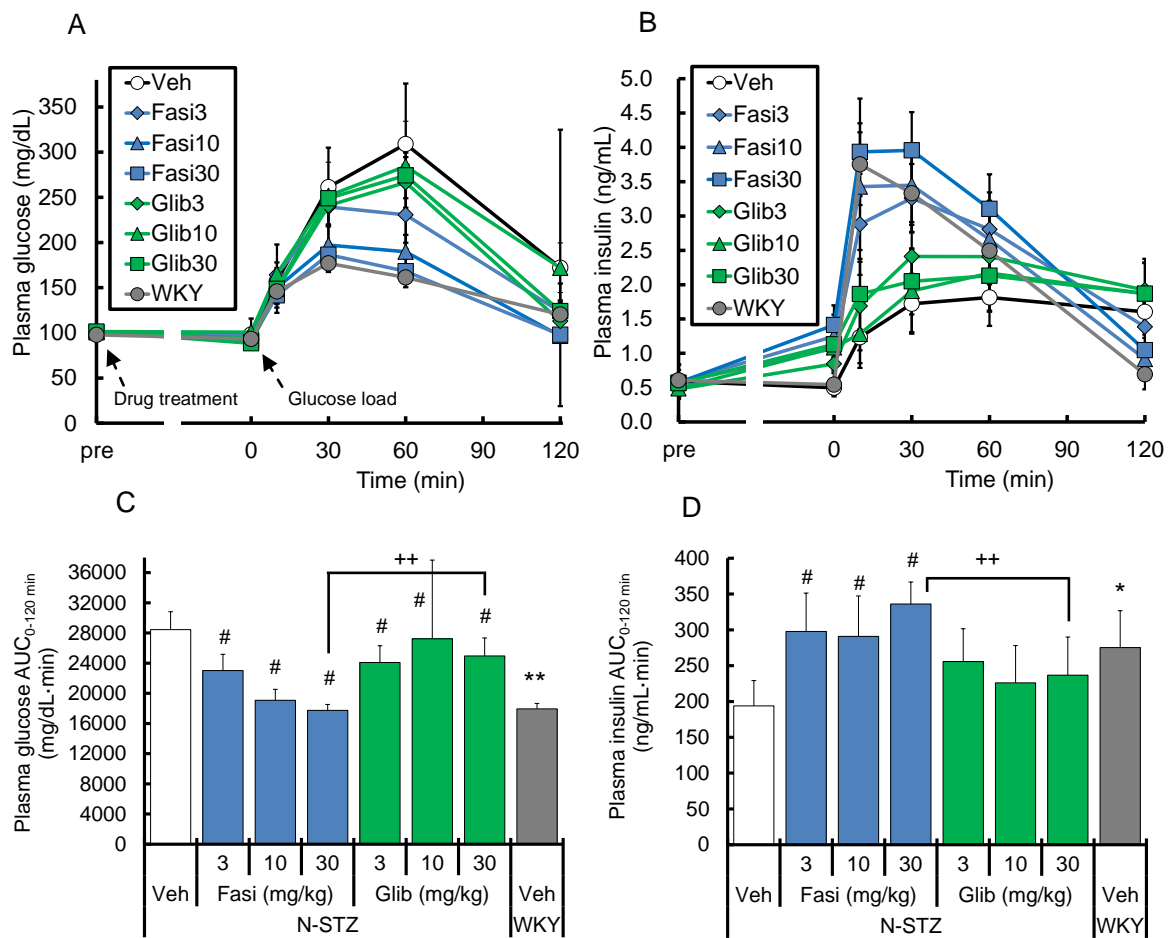 A
Plasma glucose (mg/dL)
350
300
250
200
150
100
50
0
Veh
Fasi3
Fasi10
Fasi30
Glib3
Glib10
Glib30
WKY
Drug treatment
Glucose load
pre 0 30 60 90 120
Time (min)
B
Plasma insulin (ng/mL)
5.0
4.5
4.0
3.5
3.0
2.5
2.0
1.5
1.0
0.5
0.0
Veh
Fasi3
Fasi10
Fasi30
Glib3
Glib10
Glib30
WKY
pre 0 30 60 90 120
Time (min)
C
Plasma glucose AUC0-120 min
(mg/dL·min)
36000
32000
28000
24000
20000
16000
12000
8000
4000
0
++
# # # # # # **
3 10 30 3 10 30
Veh Fasi (mg/kg) Glib (mg/kg) Veh
N-STZ WKY
D
Plasma insulin AUC0-120 min
(ng/mL·min)
400
350
300
250
200
150
100
50
0
++
# # # *
3 10 30 3 10 30
Veh Fasi (mg/kg) Glib (mg/kg) Veh
N-STZ WKY